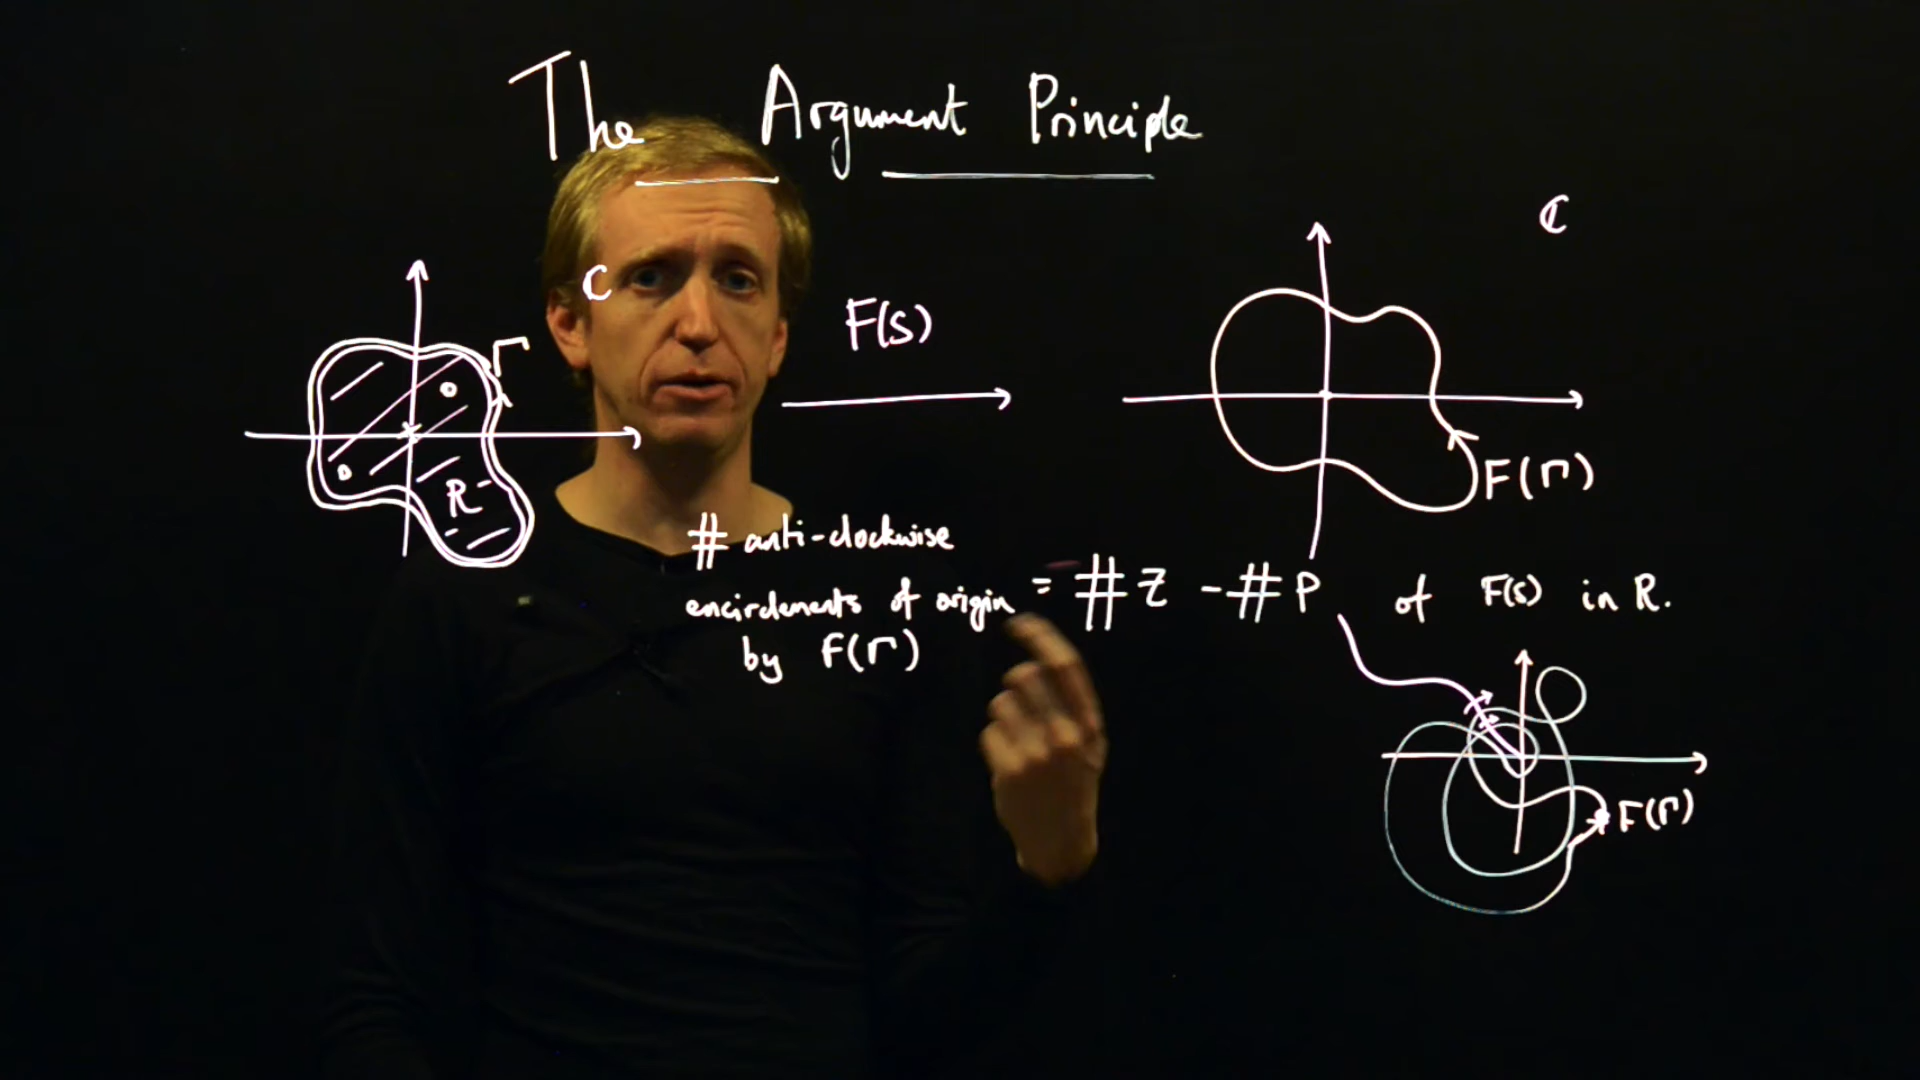 The Argument Principle
ℂ
ℂ
Γ
F(s)
R
F(Γ)
# anti-clockwise
encirclements of origin = # Z - # P of F(s) in R.
by F(Γ)
F(Γ)